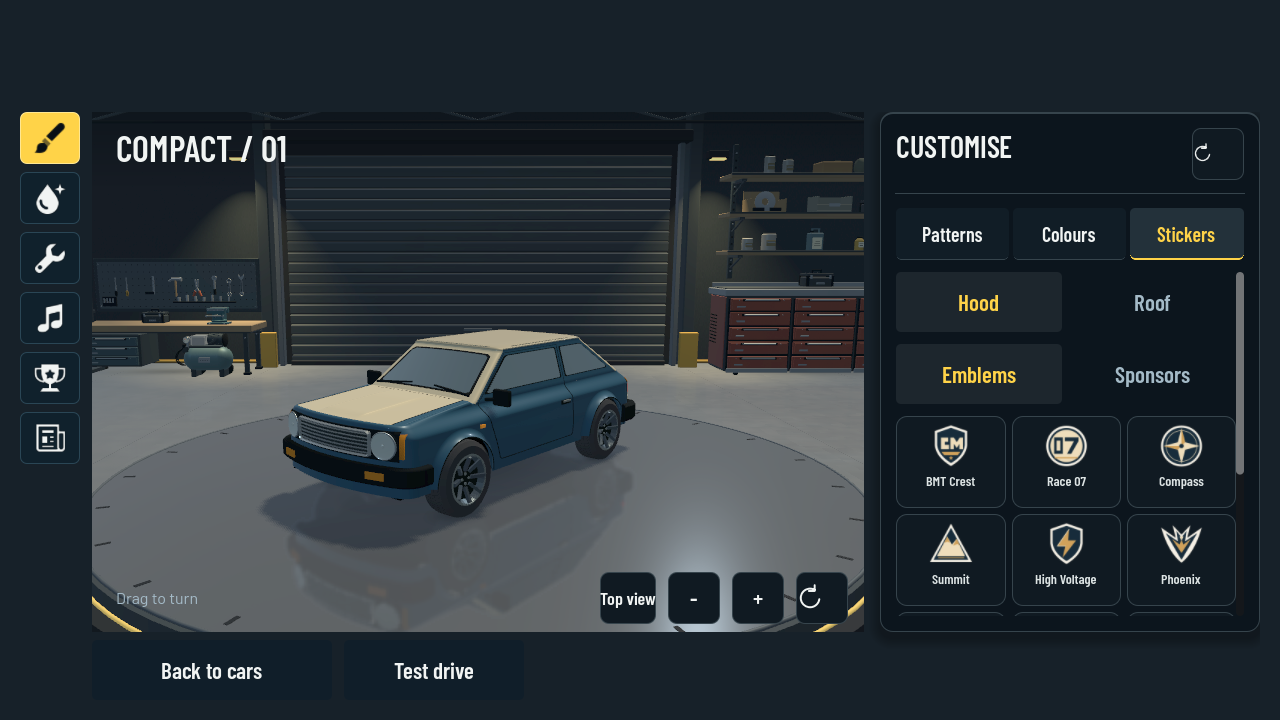 COMPACT / 01
CUSTOMISE
Patterns
Colours
Stickers
Hood
Roof
Emblems
Sponsors
CM
BMT Crest
07
Race 07
Compass
Summit
High Voltage
Phoenix
Drag to turn
Top view
-
+
Back to cars
Test drive